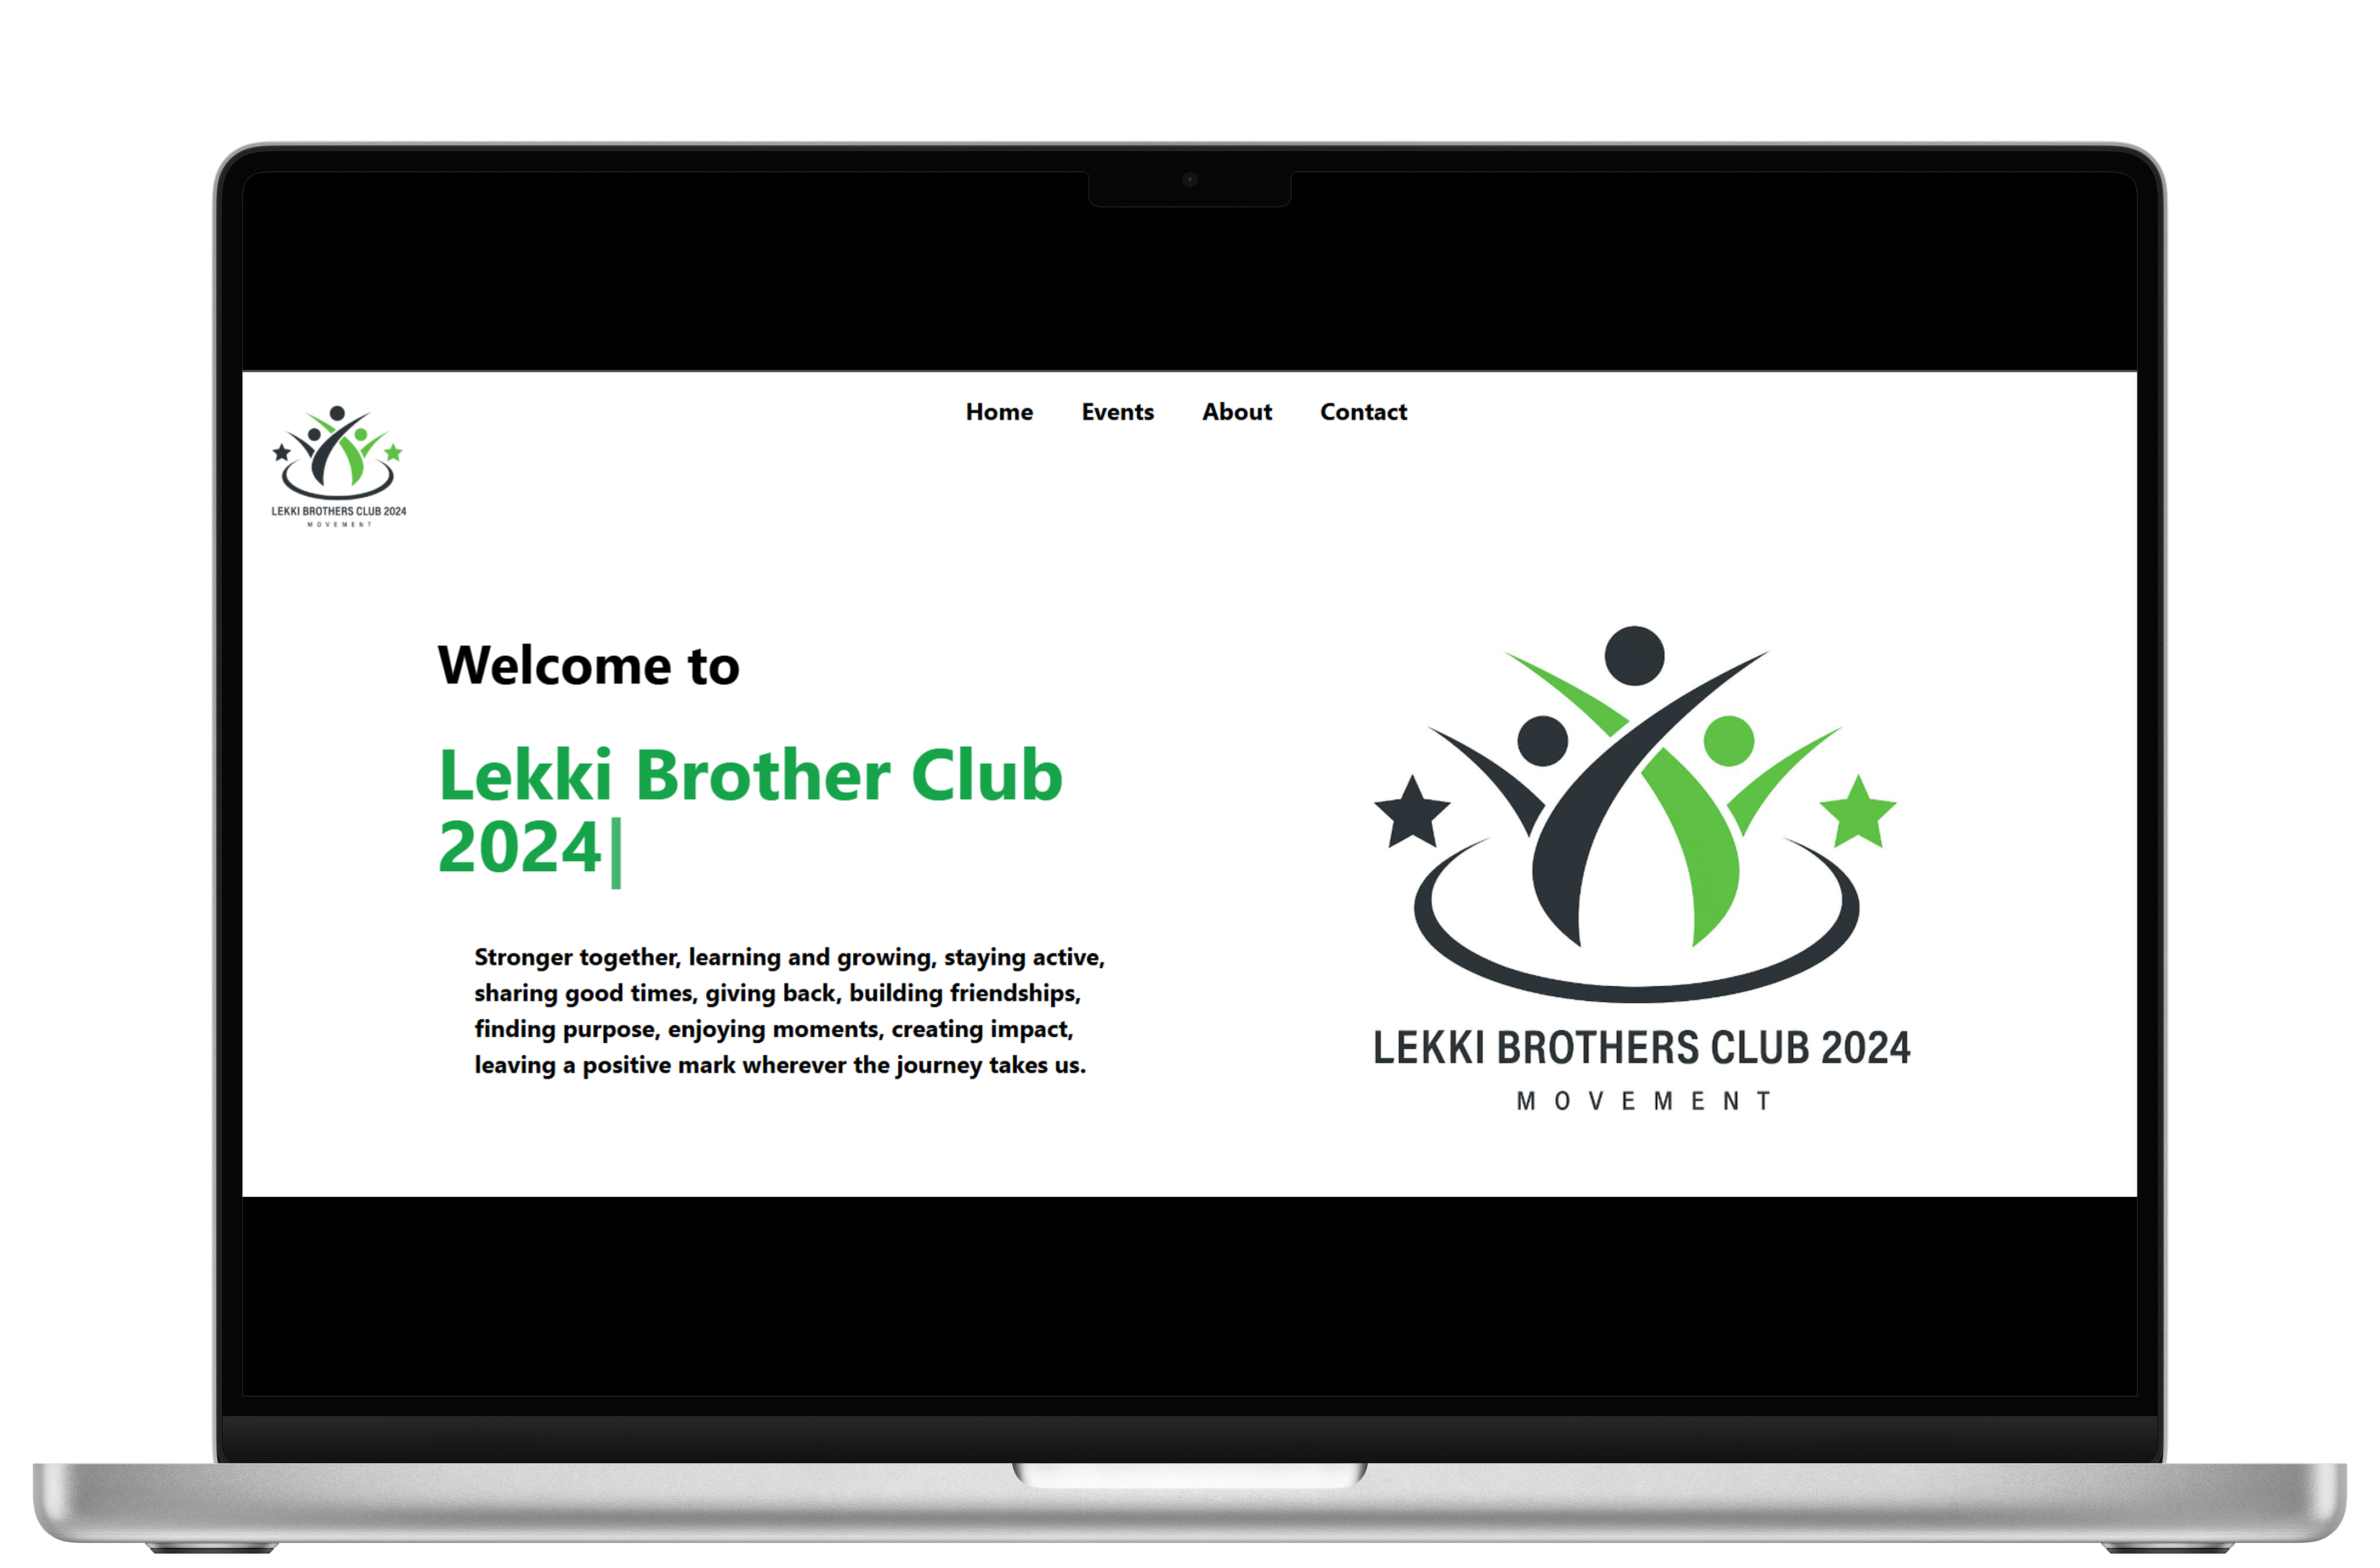 Home Events About Contact
LEKKI BROTHERS CLUB 2024
MOVEMENT
Welcome to
Lekki Brother Club
2024|
Stronger together, learning and growing, staying active,
sharing good times, giving back, building friendships,
finding purpose, enjoying moments, creating impact,
leaving a positive mark wherever the journey takes us.
LEKKI BROTHERS CLUB 2024
MOVEMENT